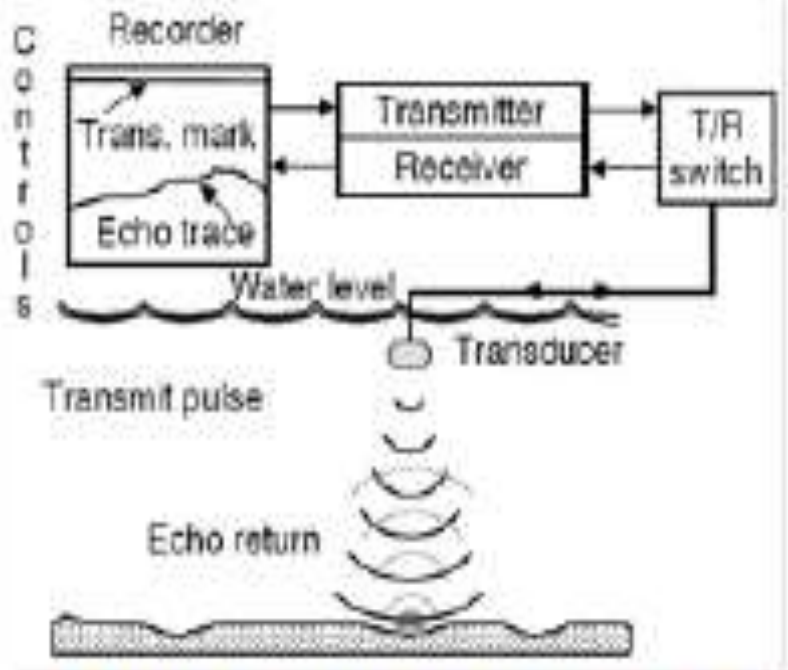 Controls
Recorder
Trans. mark
Echo trace
Transmitter
Receiver
T/R
switch
Water level
Transducer
Transmit pulse
Echo return